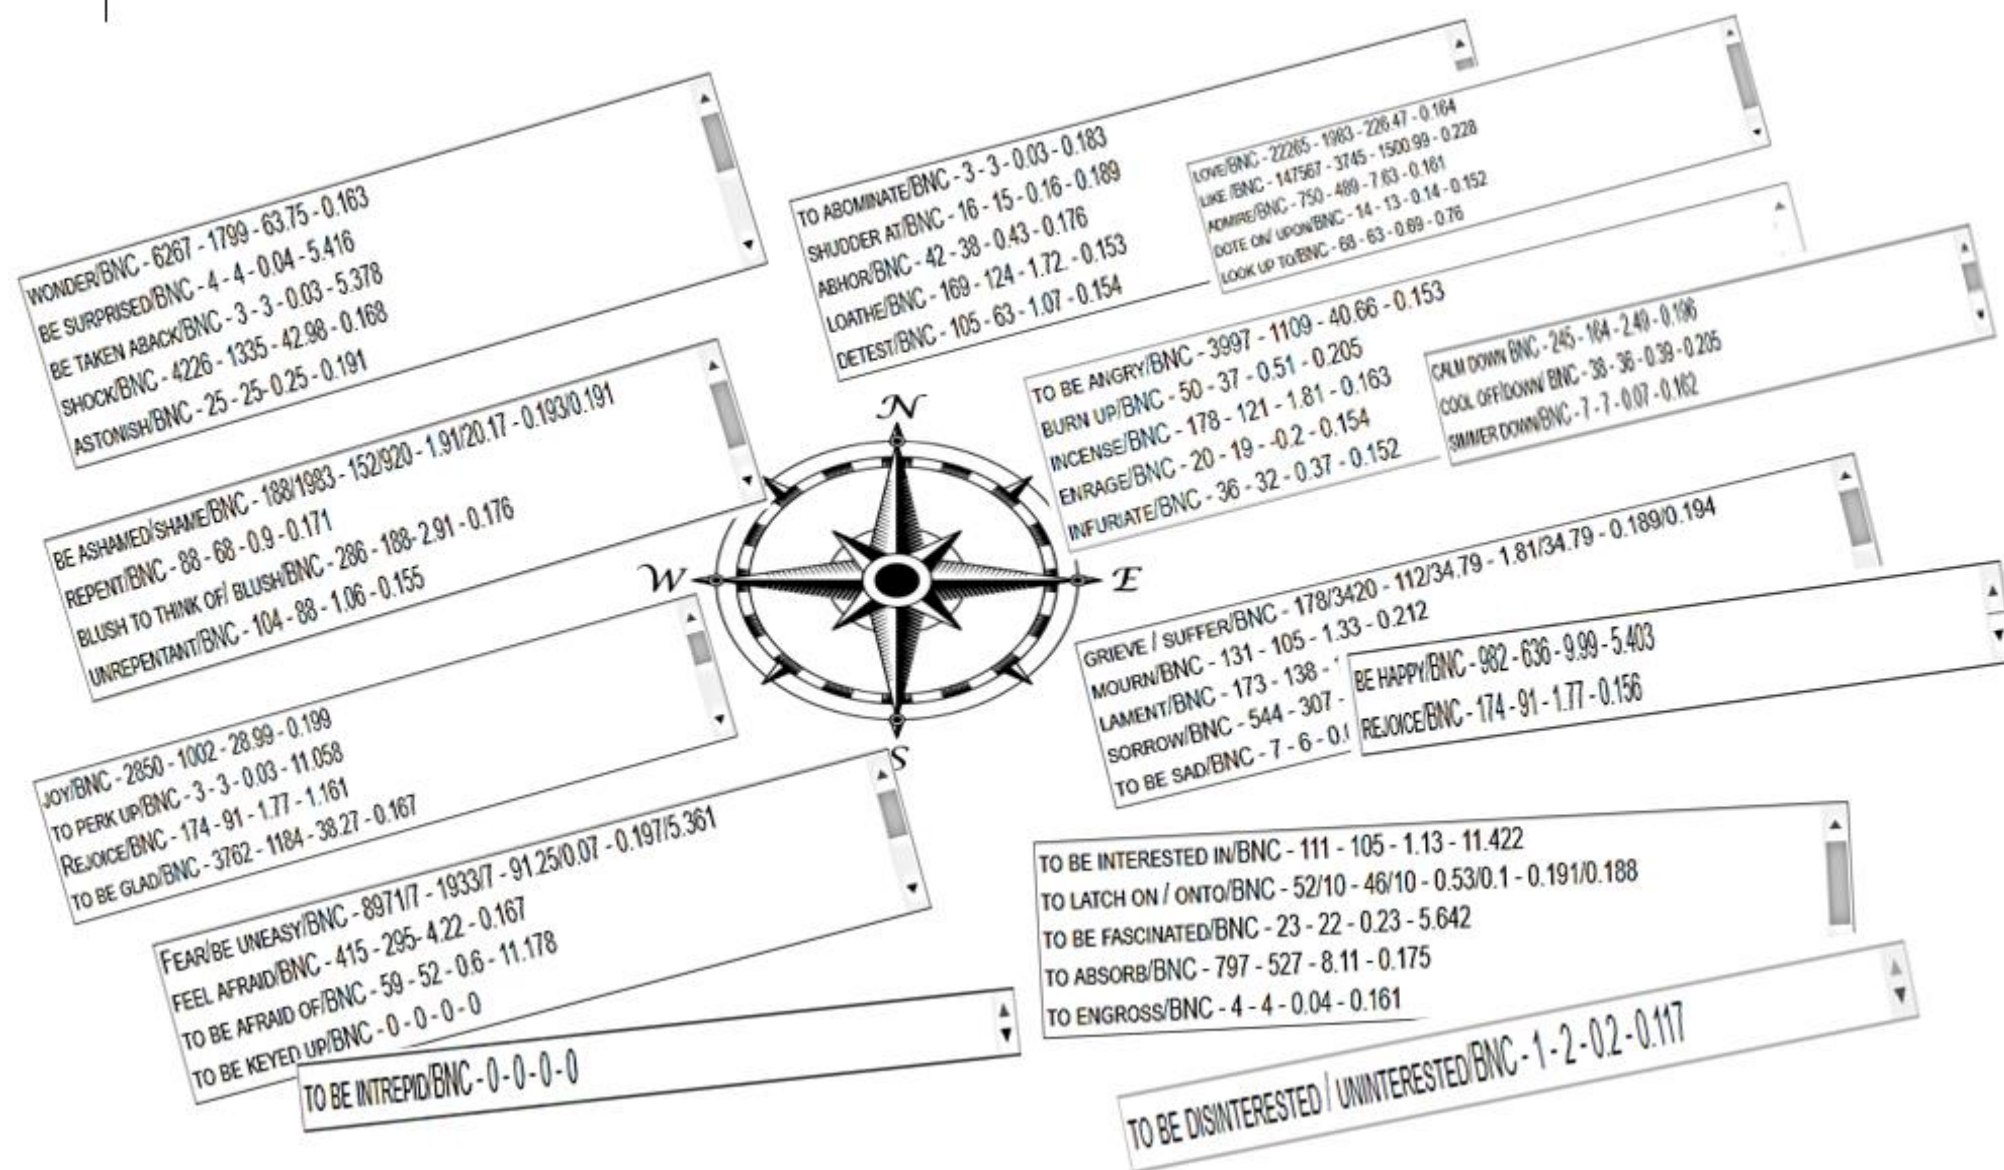 WONDER/BNC - 6267 - 1799 - 63.75 - 0.163
BE SURPRISED/BNC - 4 - 4 - 0.04 - 5.416
BE TAKEN ABACK/BNC - 3 - 3 - 0.03 - 5.378
SHOCK/BNC - 4226 - 1335 - 42.98 - 0.168
ASTONISH/BNC - 25 - 25- 0.25 - 0.191
TO ABOMINATE/BNC - 3 - 3 - 0.03 - 0.183
SHUDDER AT/BNC - 16 - 15 - 0.16 - 0.189
ABHOR/BNC - 42 - 38 - 0.43 - 0.176
LOATHE/BNC - 169 - 124 - 1.72. - 0.153
DETEST/BNC - 105 - 63 - 1.07 - 0.154
LOVE/BNC - 22265 - 1983 - 226.47 - 0.164
LIKE /BNC - 147567 - 3745 - 1500.99 - 0.228
ADMIRE/BNC - 750 - 489 - 7.63 - 0.161
DOTE ON/ UPON/BNC - 14 - 13 - 0.14 - 0.152
LOOK UP TO/BNC - 68 - 63 - 0.69 - 0.76
TO BE ANGRY/BNC - 3997 - 1109 - 40.66 - 0.153
BURN UP/BNC - 50 - 37 - 0.51 - 0.205
INCENSE/BNC - 178 - 121 - 1.81 - 0.163
ENRAGE/BNC - 20 - 19 - -0.2 - 0.154
INFURIATE/BNC - 36 - 32 - 0.37 - 0.152
CALM DOWN BNC - 245 - 164 - 2.49 - 0.196
COOL OFF/DOWN/ BNC - 38 - 36 - 0.39 - 0.205
SIMMER DOWN/BNC - 7 - 7 - 0.07 - 0.162
BE ASHAMED/SHAME/BNC - 188/1983 - 152/920 - 1.91/20.17 - 0.193/0.191
REPENT/BNC - 88 - 68 - 0.9 - 0.171
BLUSH TO THINK OF/ BLUSH/BNC - 286 - 188- 2.91 - 0.176
UNREPENTANT/BNC - 104 - 88 - 1.06 - 0.155
N
W
E
S
GRIEVE / SUFFER/BNC - 178/3420 - 112/34.79 - 1.81/34.79 - 0.189/0.194
MOURN/BNC - 131 - 105 - 1.33 - 0.212
LAMENT/BNC - 173 - 138 -
SORROW/BNC - 544 - 307 -
TO BE SAD/BNC - 7 - 6 -
BE HAPPY/BNC - 982 - 636 - 9.99 - 5.403
REJOICE/BNC - 174 - 91 - 1.77 - 0.156
JOY/BNC - 2850 - 1002 - 28.99 - 0.199
TO PERK UP/BNC - 3 - 3 - 0.03 - 11.058
REJOICE/BNC - 174 - 91 - 1.77 - 1.161
TO BE GLAD/BNC - 3762 - 1184 - 38.27 - 0.167
FEAR/BE UNEASY/BNC - 8971/7 - 1933/7 - 91.25/0.07 - 0.197/5.361
FEEL AFRAID/BNC - 415 - 295- 4.22 - 0.167
TO BE AFRAID OF/BNC - 59 - 52 - 0.6 - 11.178
TO BE KEYED UP/BNC - 0 - 0 - 0 - 0
TO BE INTREPID/BNC - 0 - 0 - 0 - 0
TO BE INTERESTED IN/BNC - 111 - 105 - 1.13 - 11.422
TO LATCH ON / ONTO/BNC - 52/10 - 46/10 - 0.53/0.1 - 0.191/0.188
TO BE FASCINATED/BNC - 23 - 22 - 0.23 - 5.642
TO ABSORB/BNC - 797 - 527 - 8.11 - 0.175
TO ENGROSS/BNC - 4 - 4 - 0.04 - 0.161
TO BE DISINTERESTED / UNINTERESTED/BNC - 1 - 2 - 0.2 - 0.117